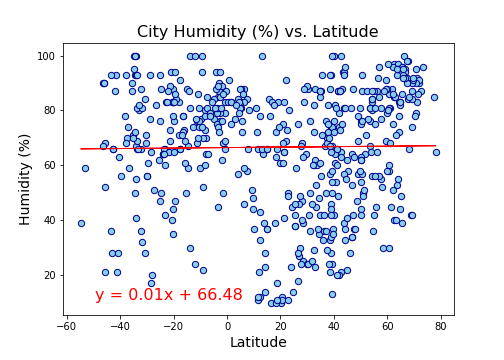 City Humidity (%) vs. Latitude
Humidity (%)
100
80
60
40
20
y = 0.01x + 66.48
−60 −40 −20 0 20 40 60 80
Latitude